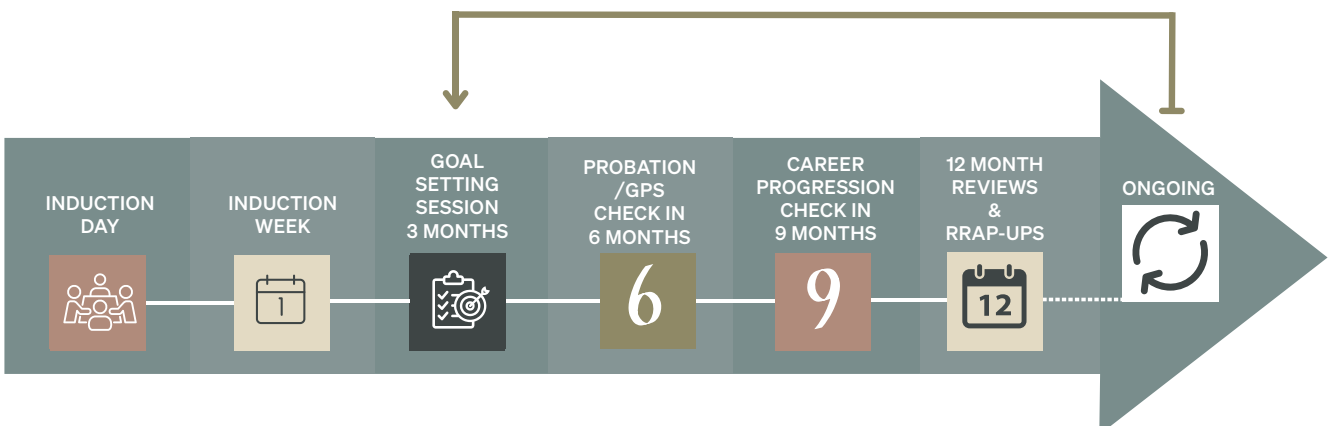 INDUCTION
DAY
INDUCTION
WEEK
1
GOAL
SETTING
SESSION
3 MONTHS
PROBATION
/GPS
CHECK IN
6 MONTHS
6
CAREER
PROGRESSION
CHECK IN
9 MONTHS
9
12 MONTH
REVIEWS
&
RRAP-UPS
12
ONGOING